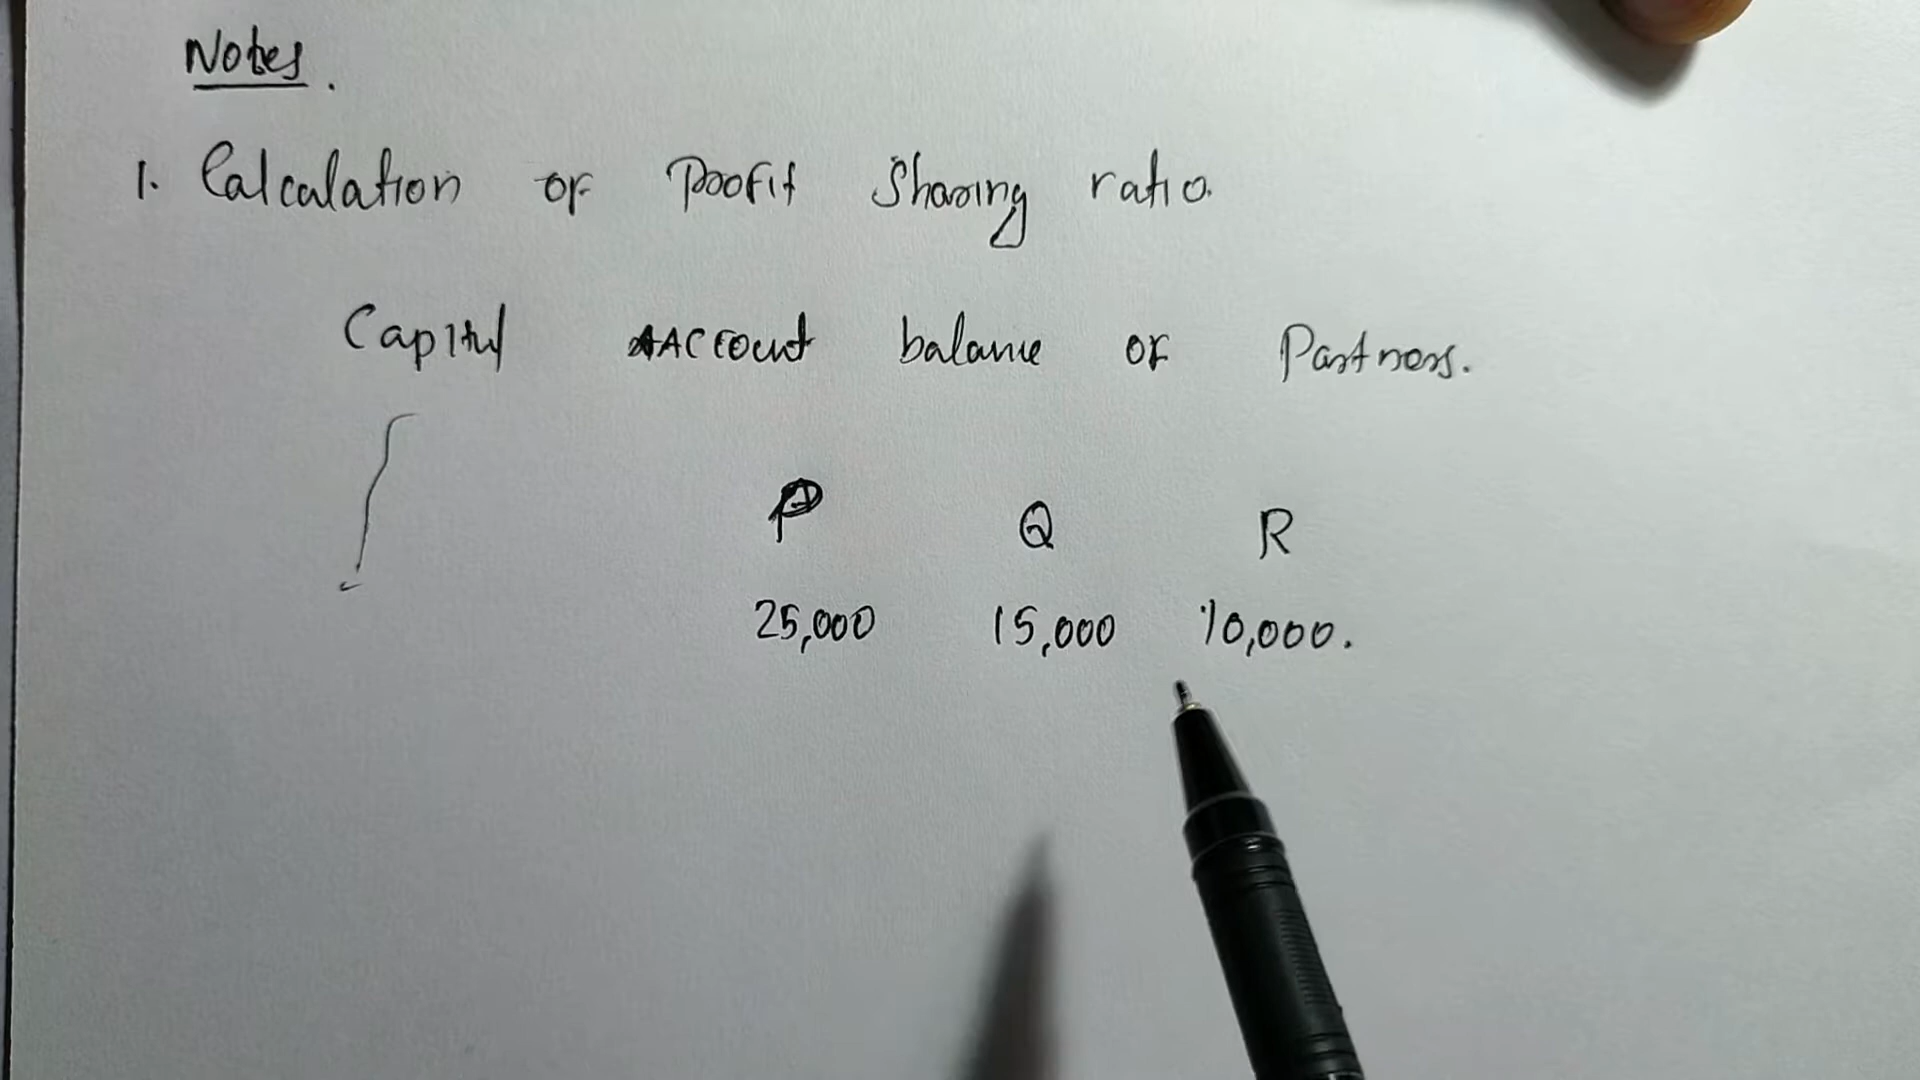 Notes.
1. Calculation of Profit Sharing ratio.
Capital Account balance of Partners.
P Q R
25,000 15,000 10,000.